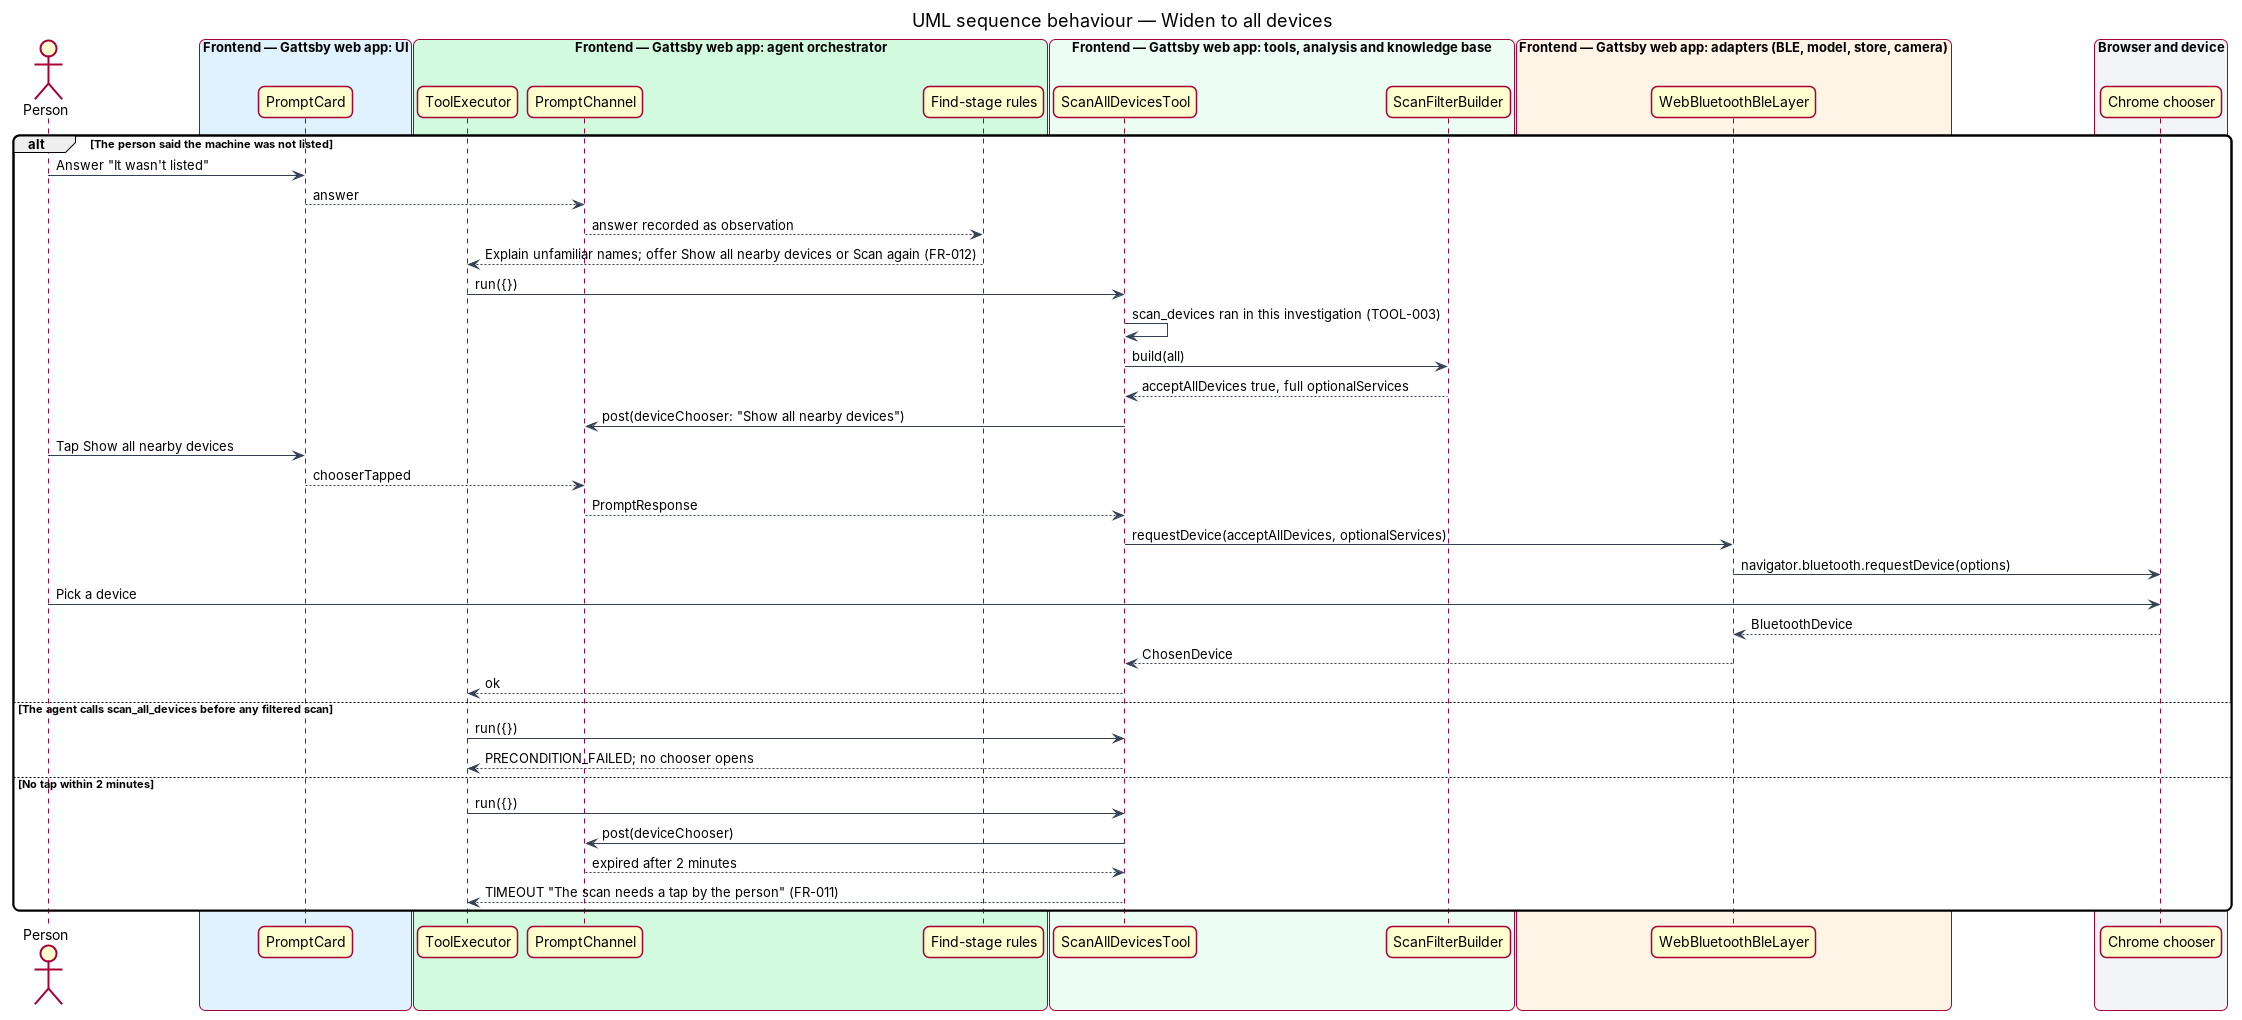 UML sequence behaviour — Widen to all devices
Frontend — Gattsby web app: UI
Frontend — Gattsby web app: agent orchestrator
Frontend — Gattsby web app: tools, analysis and knowledge base
Frontend — Gattsby web app: adapters (BLE, model, store, camera)
Browser and device
Person
PromptCard
ToolExecutor
PromptChannel
Find-stage rules
ScanAllDevicesTool
ScanFilterBuilder
WebBluetoothBleLayer
Chrome chooser
alt [The person said the machine was not listed]
Answer "It wasn't listed"
answer
answer recorded as observation
Explain unfamiliar names; offer Show all nearby devices or Scan again (FR-012)
run({})
scan_devices ran in this investigation (TOOL-003)
build(all)
acceptAllDevices true, full optionalServices
post(deviceChooser: "Show all nearby devices")
Tap Show all nearby devices
chooserTapped
PromptResponse
requestDevice(acceptAllDevices, optionalServices)
navigator.bluetooth.requestDevice(options)
Pick a device
BluetoothDevice
ChosenDevice
ok
[The agent calls scan_all_devices before any filtered scan]
run({})
PRECONDITION_FAILED; no chooser opens
[No tap within 2 minutes]
run({})
post(deviceChooser)
expired after 2 minutes
TIMEOUT "The scan needs a tap by the person" (FR-011)
Person
PromptCard
ToolExecutor
PromptChannel
Find-stage rules
ScanAllDevicesTool
ScanFilterBuilder
WebBluetoothBleLayer
Chrome chooser